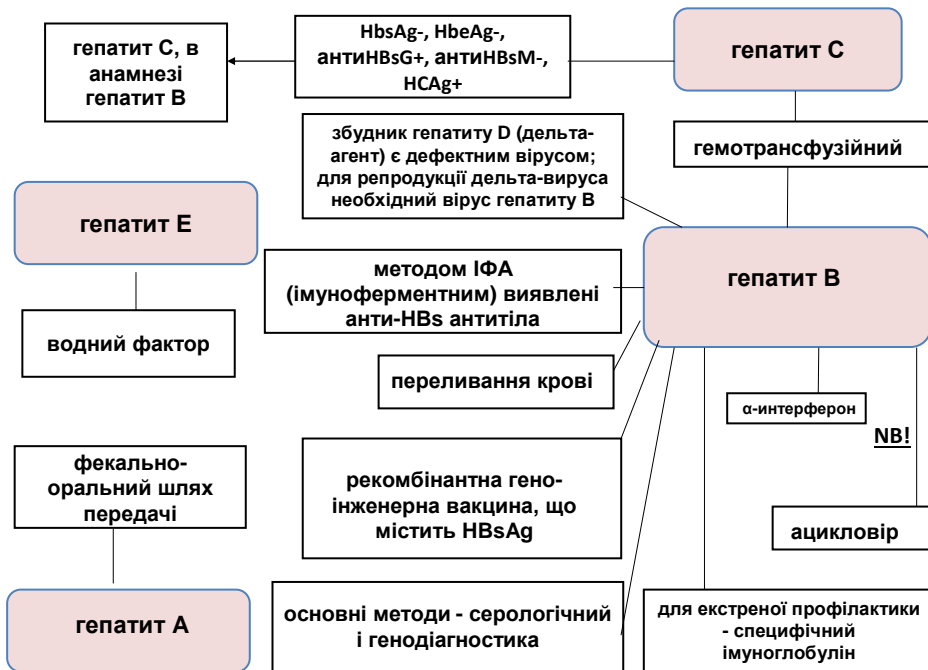 гепатит С, в
анамнезі
гепатит В
HbsAg-, HbeAg-,
антиHBsG+, антиHBsM-,
HCAg+
гепатит С
збудник гепатиту D (дельта-
агент) є дефектним вірусом;
для репродукції дельта-вируса
необхідний вірус гепатиту В
гемотрансфузійний
гепатит Е
методом ІФА
(імуноферментним) виявлені
анти-HBs антитіла
гепатит В
водний фактор
переливання крові
α-интерферон
NB!
фекально-
оральний шлях
передачі
рекомбінантна гено-
інженерна вакцина, що
містить HBsAg
ацикловір
гепатит А
основні методи - серологічний
і генодіагностика
для екстреної профілактики
- специфічний
імуноглобулін